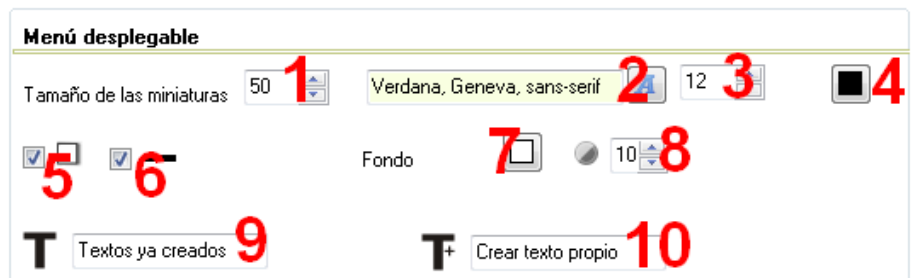 Menú desplegable
Tamaño de las miniaturas 50 1 Verdana, Geneva, sans-serif 2 A 12 3 4
5 6 Fondo 7 10 8
T Textos ya creados 9 T+ Crear texto propio 10